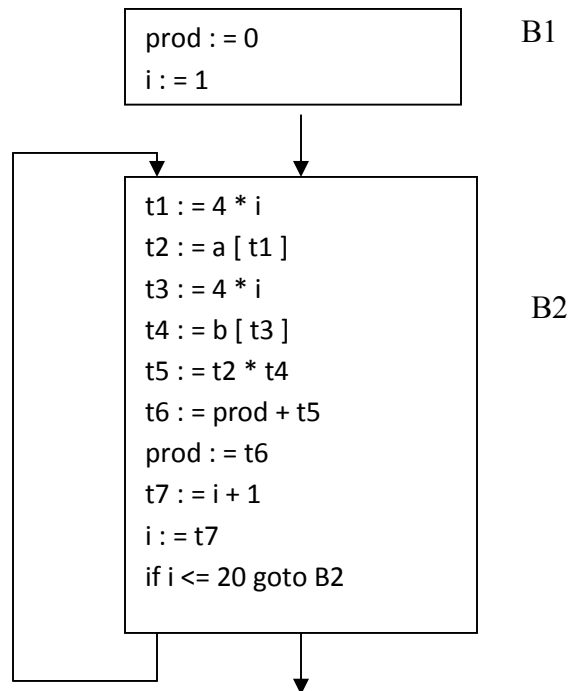 prod : = 0
B1
i : = 1
t1 : = 4 * i
t2 : = a [ t1 ]
t3 : = 4 * i
B2
t4 : = b [ t3 ]
t5 : = t2 * t4
t6 : = prod + t5
prod : = t6
t7 : = i + 1
i : = t7
if i <= 20 goto B2